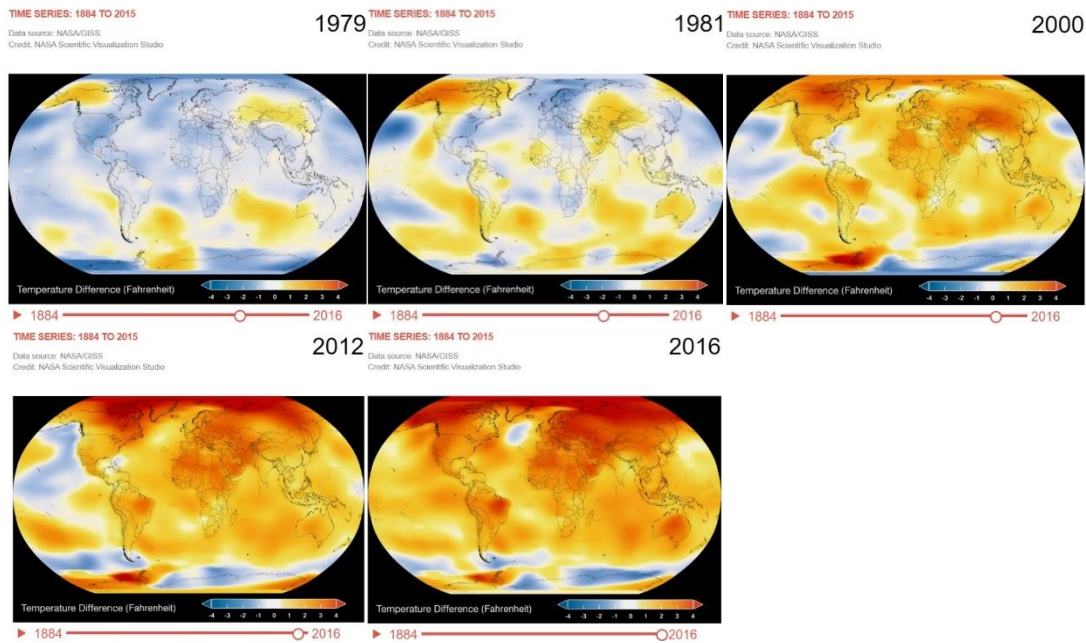 TIME SERIES: 1884 TO 2015
1979
Data source: NASA/GISS
Credit: NASA Scientific Visualization Studio
Temperature Difference (Fahrenheit)
-4 -3 -2 -1 0 1 2 3 4
1884
2016
TIME SERIES: 1884 TO 2015
1981
Data source: NASA/GISS
Credit: NASA Scientific Visualization Studio
Temperature Difference (Fahrenheit)
-4 -3 -2 -1 0 1 2 3 4
1884
2016
TIME SERIES: 1884 TO 2015
2000
Data source: NASA/GISS
Credit: NASA Scientific Visualization Studio
Temperature Difference (Fahrenheit)
-4 -3 -2 -1 0 1 2 3 4
1884
2016
TIME SERIES: 1884 TO 2015
2012
Data source: NASA/GISS
Credit: NASA Scientific Visualization Studio
Temperature Difference (Fahrenheit)
-4 -3 -2 -1 0 1 2 3 4
1884
2016
TIME SERIES: 1884 TO 2015
2016
Data source: NASA/GISS
Credit: NASA Scientific Visualization Studio
Temperature Difference (Fahrenheit)
-4 -3 -2 -1 0 1 2 3 4
1884
2016